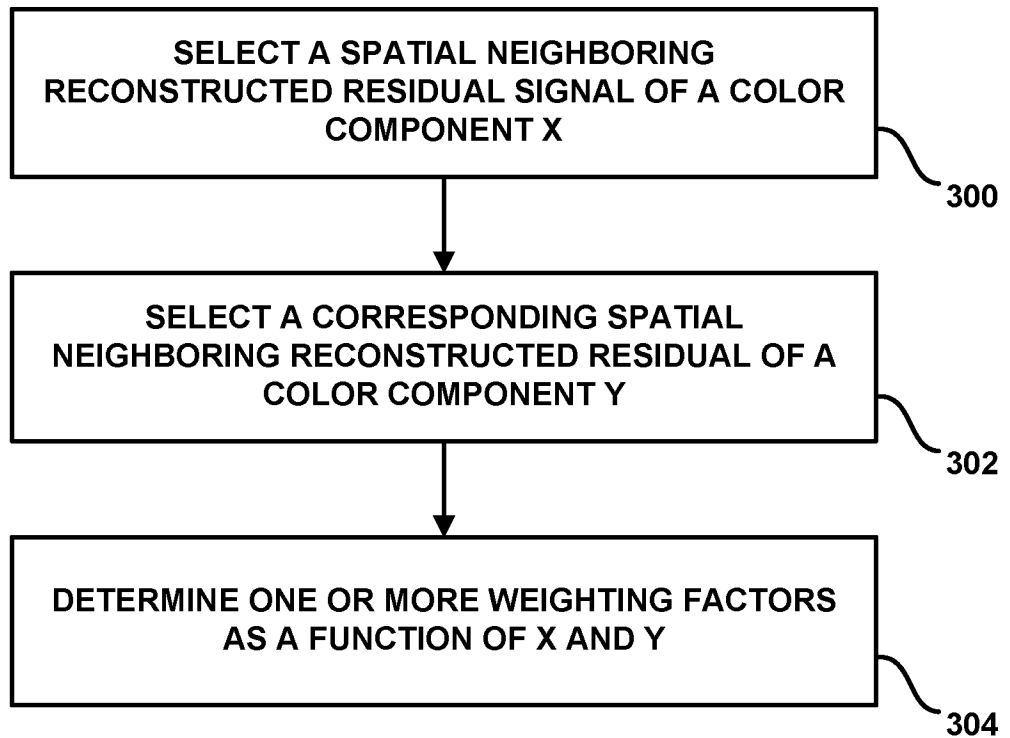 SELECT A SPATIAL NEIGHBORING
RECONSTRUCTED RESIDUAL SIGNAL OF A COLOR
COMPONENT X
300
SELECT A CORRESPONDING SPATIAL
NEIGHBORING RECONSTRUCTED RESIDUAL OF A
COLOR COMPONENT Y
302
DETERMINE ONE OR MORE WEIGHTING FACTORS
AS A FUNCTION OF X AND Y
304